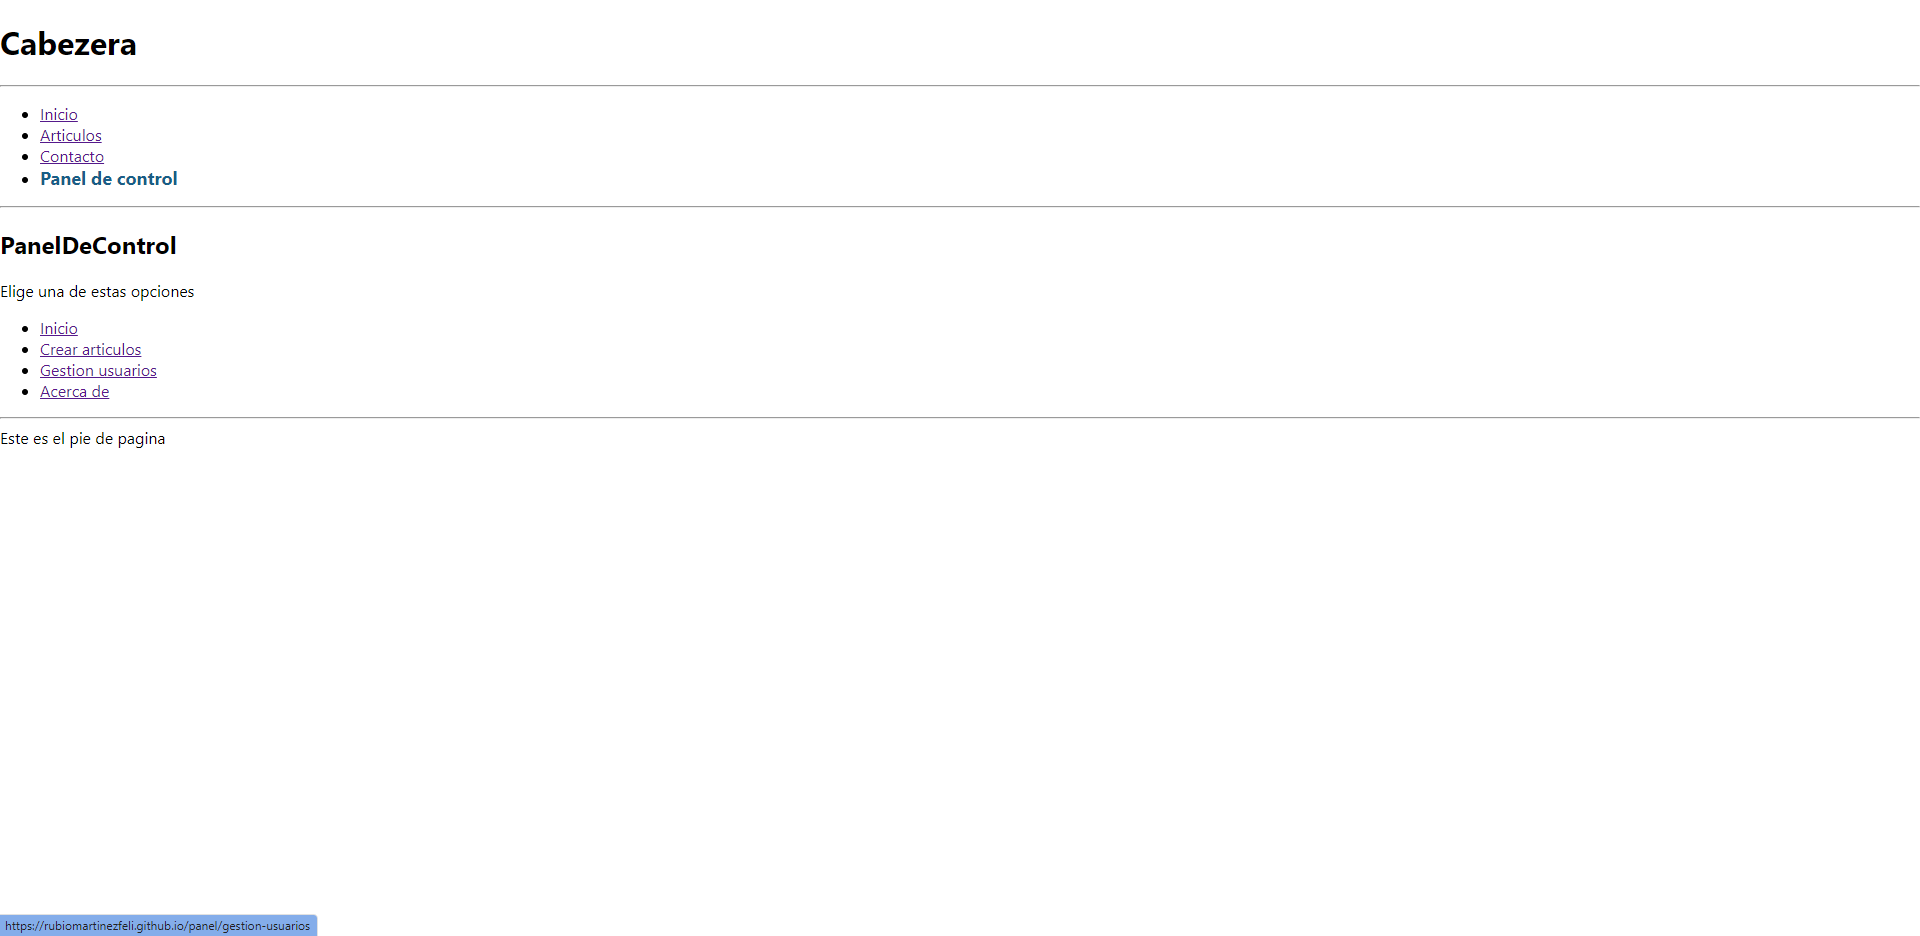 Cabezera
Inicio
Articulos
Contacto
Panel de control
PanelDeControl
Elige una de estas opciones
Inicio
Crear articulos
Gestion usuarios
Acerca de
Este es el pie de pagina
https://rubiomartinezfeli.github.io/panel/gestion-usuarios